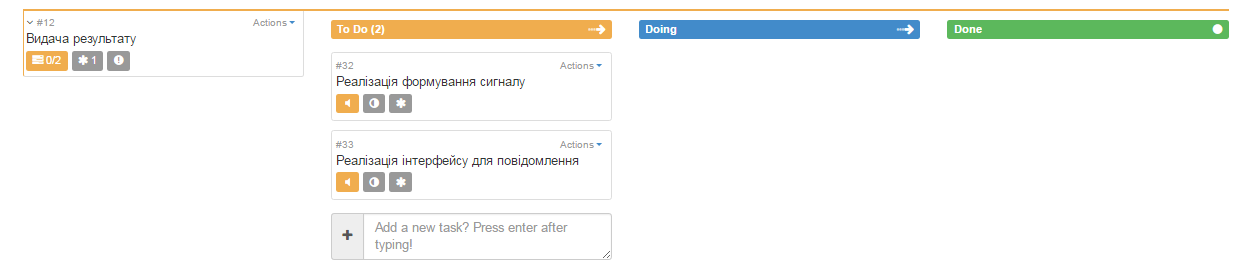 #12 Actions
Видача результату
0/2 1
To Do (2)
#32 Actions
Реалізація формування сигналу
#33 Actions
Реалізація інтерфейсу для повідомлення
Add a new task? Press enter after
typing!
Doing
Done